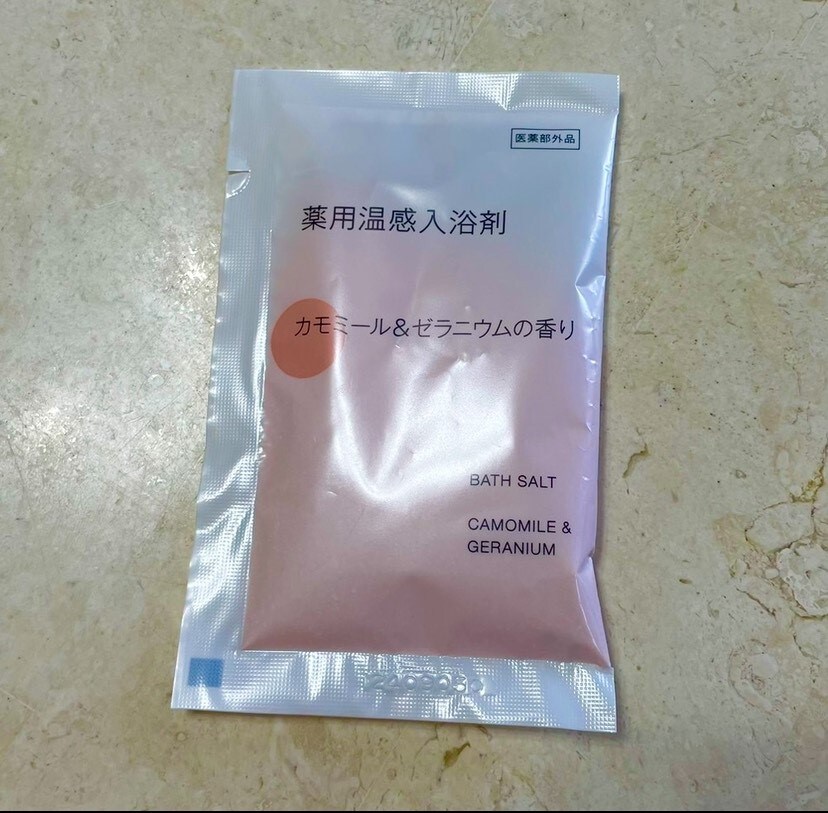 医薬部外品
薬用温感入浴剤
カモミール&ゼラニウムの香り
BATH SALT
CAMOMILE &
GERANIUM